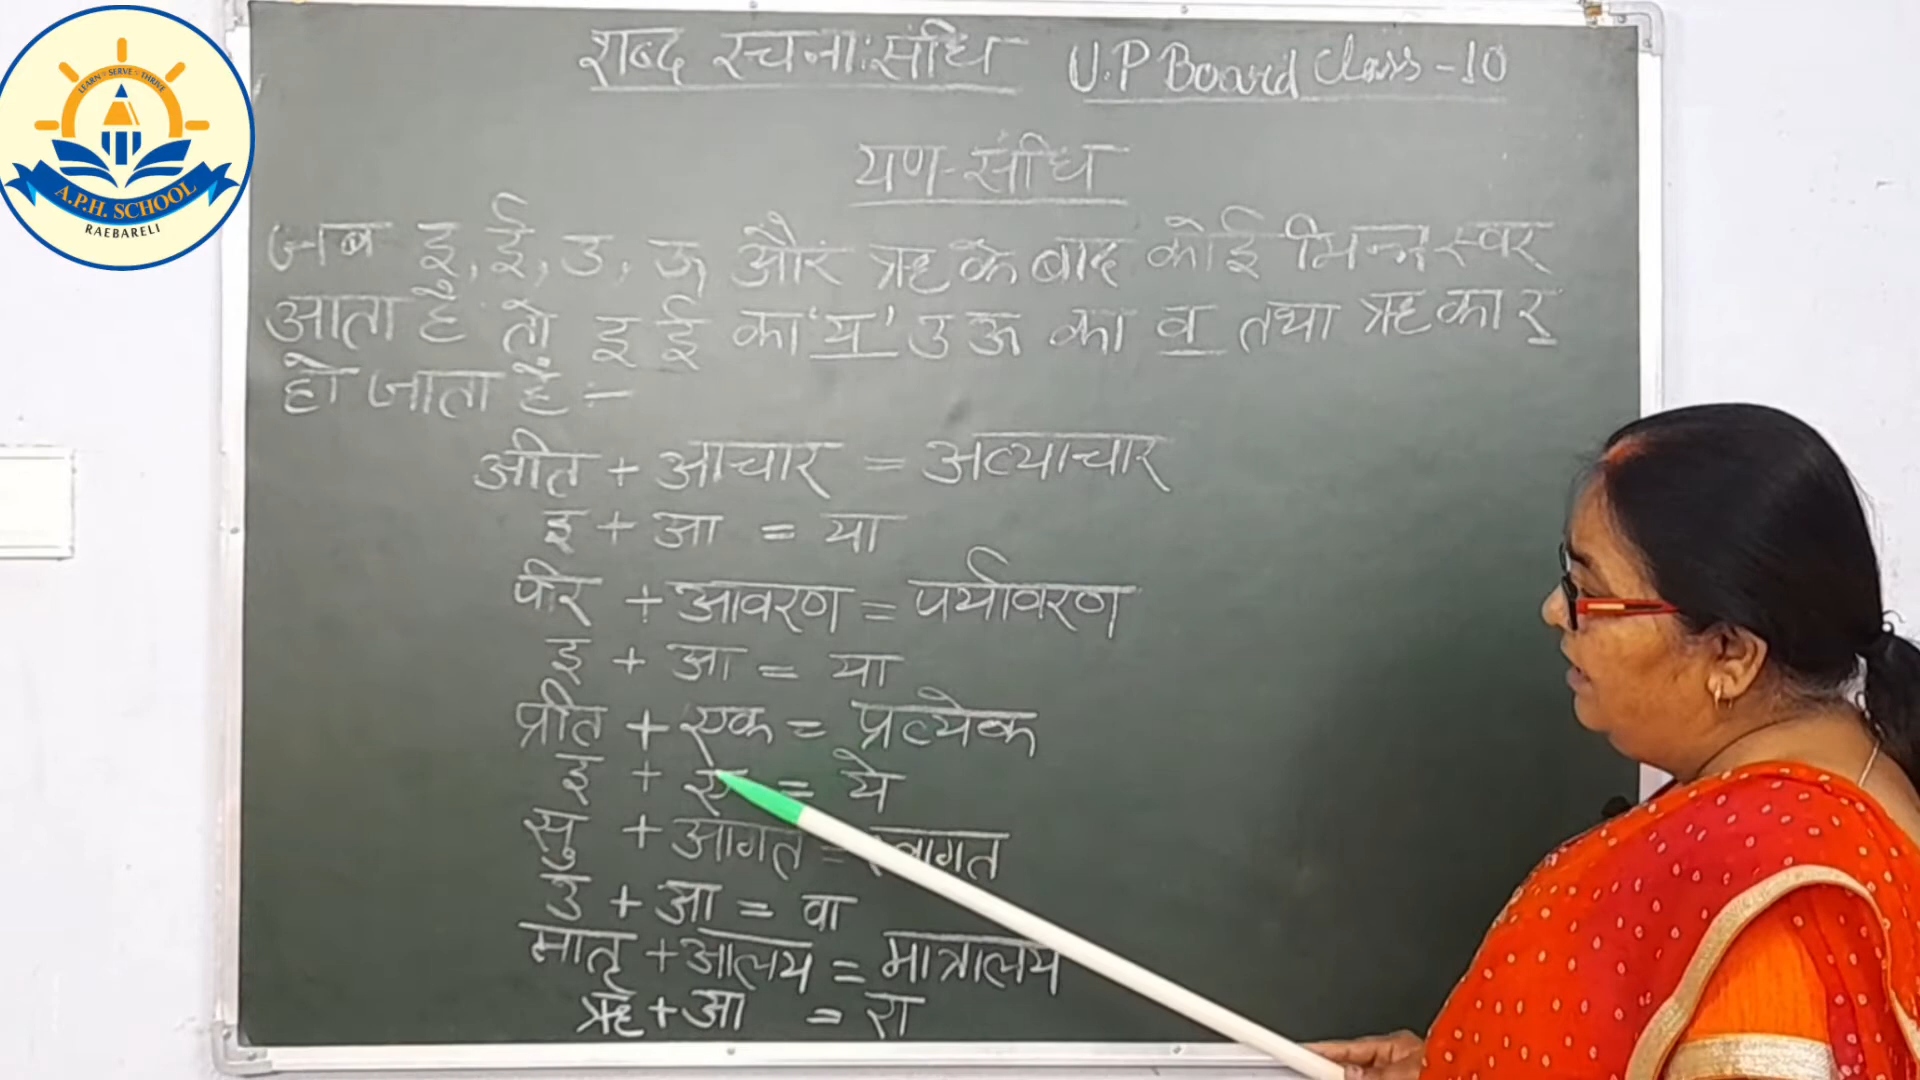 LEARN SERVE THRIVE
A.P.H. SCHOOL
RAEBARELI
शब्द रचना:संधि U.P Board Class-10
यण-संधि
जब इ, ई, उ, ऊ और ऋ के बाद कोई भिन्न स्वर
आता है तो इ ई का 'य' उ ऊ का व तथा ऋ का र्
हो जाता है :-
अति + आचार = अत्याचार
इ + आ = या
परि + आवरण = पर्यावरण
इ + आ = या
प्रति + एक = प्रत्येक
इ + ए = ये
सु + आगत = स्वागत
उ + आ = वा
मातृ + आलय = मात्रालय
ऋ + आ = रा